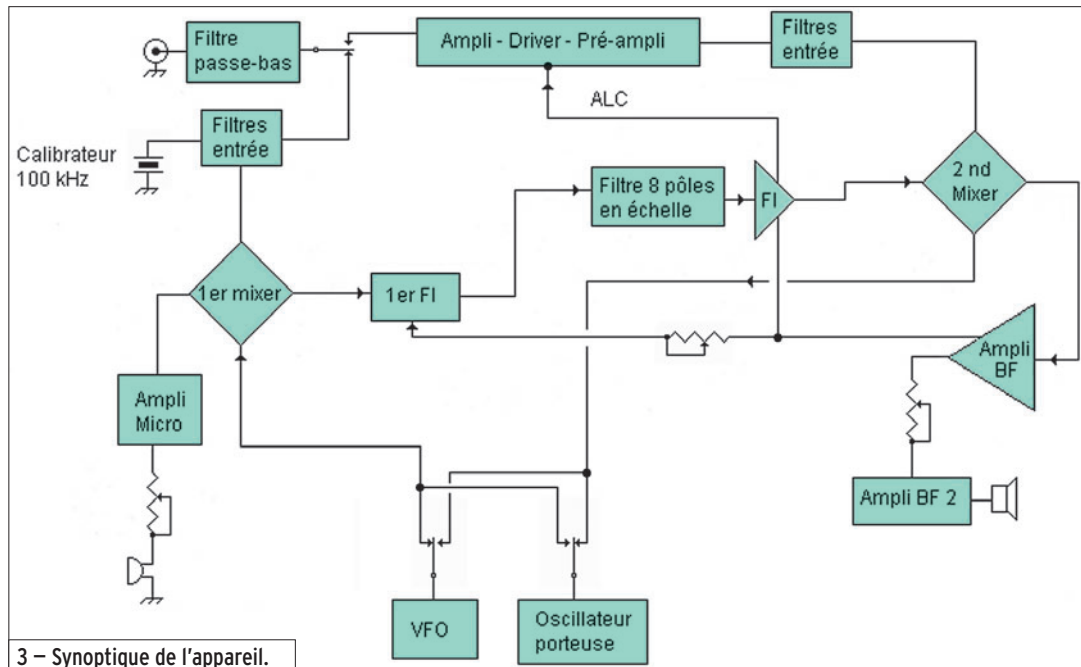 Filtre
passe-bas
Ampli - Driver - Pré-ampli
Filtres
entrée
ALC
Filtres
entrée
Calibrateur
100 kHz
Filtre 8 pôles
en échelle
FI
2 nd
Mixer
1er mixer
1er FI
Ampli
BF
Ampli
Micro
Ampli BF 2
VFO
Oscillateur
porteuse
3 – Synoptique de l'appareil.